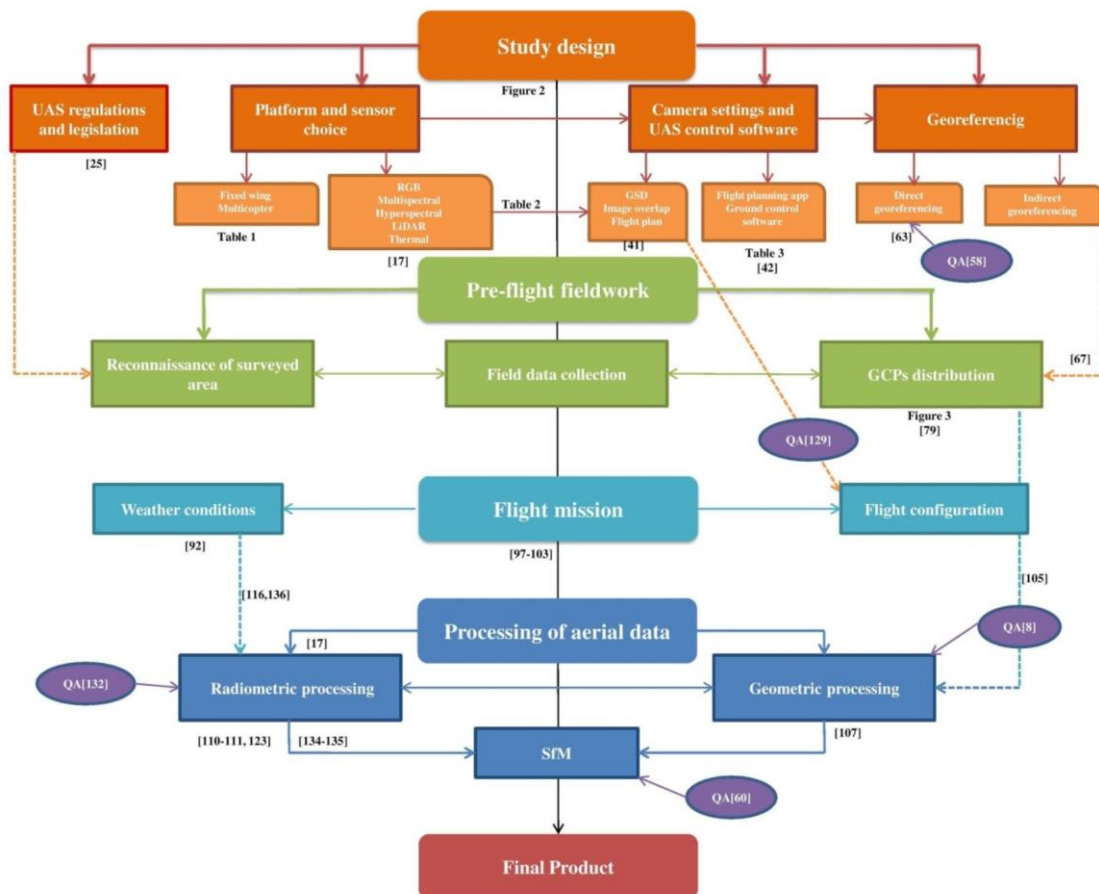 Study design
Figure 2
UAS regulations
and legislation
[25]
Platform and sensor
choice
Camera settings and
UAS control software
Georeferencig
Fixed wing
Multicopter
Table 1
RGB
Multispectral
Hyperspectral
LiDAR
Thermal
[17]
Table 2
GSD
Image overlap
Flight plan
[41]
Flight planning app
Ground control
software
Table 3
[42]
Direct
georeferencing
[63]
QA[58]
Indirect
georeferencing
Pre-flight fieldwork
Reconnaissance of surveyed
area
Field data collection
GCPs distribution
[67]
Figure 3
[79]
QA[129]
Weather conditions
[92]
Flight mission
[97-103]
Flight configuration
[105]
[116,136]
Processing of aerial data
QA[8]
[17]
QA[132]
Radiometric processing
Geometric processing
[110-111, 123]
[134-135]
[107]
SfM
QA[60]
Final Product